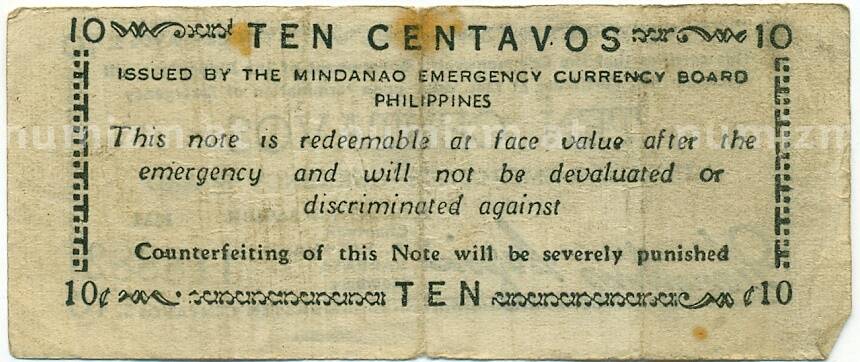 10 TEN CENTAVOS 10
ISSUED BY THE MINDANAO EMERGENCY CURRENCY BOARD
PHILIPPINES
This note is redeemable at face value after the
emergency and will not be devaluated or
discriminated against
Counterfeiting of this Note will be severely punished
10¢ TEN ¢10